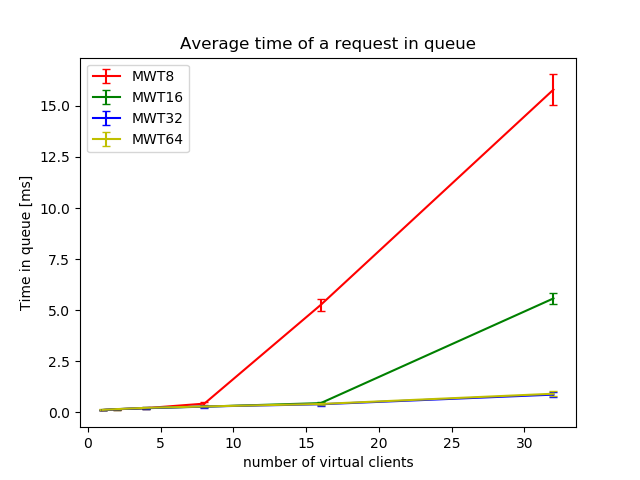 Average time of a request in queue
MWT8
MWT16
MWT32
MWT64
Time in queue [ms]
15.0
12.5
10.0
7.5
5.0
2.5
0.0
0 5 10 15 20 25 30
number of virtual clients